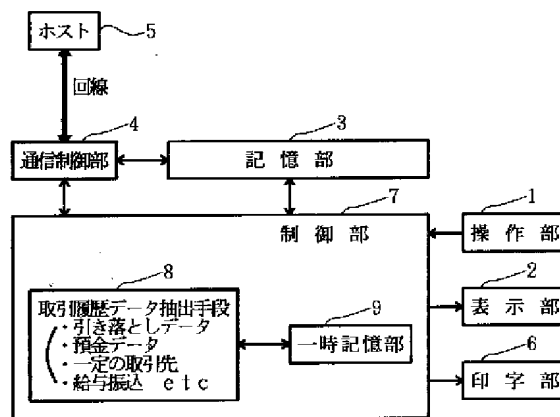 ホスト
5
回線
4
3
通信制御部
記憶部
7
1
制御部
操作部
8
2
取引履歴データ抽出手段
・引き落としデータ
・預金データ
・一定の取引先
・給与振込 etc
9
一時記憶部
表示部
6
印字部